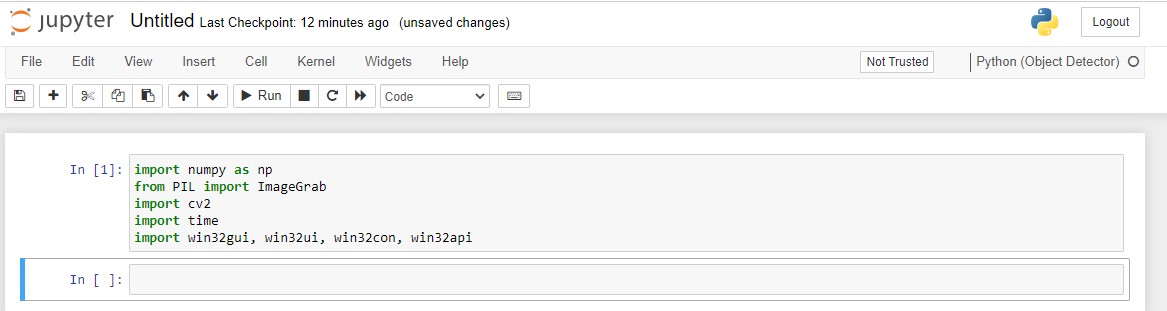 jupyter Untitled Last Checkpoint: 12 minutes ago (unsaved changes) Logout
File Edit View Insert Cell Kernel Widgets Help Not Trusted Python (Object Detector)
Run Code
In [1]: import numpy as np
from PIL import ImageGrab
import cv2
import time
import win32gui, win32ui, win32con, win32api
In [ ]: